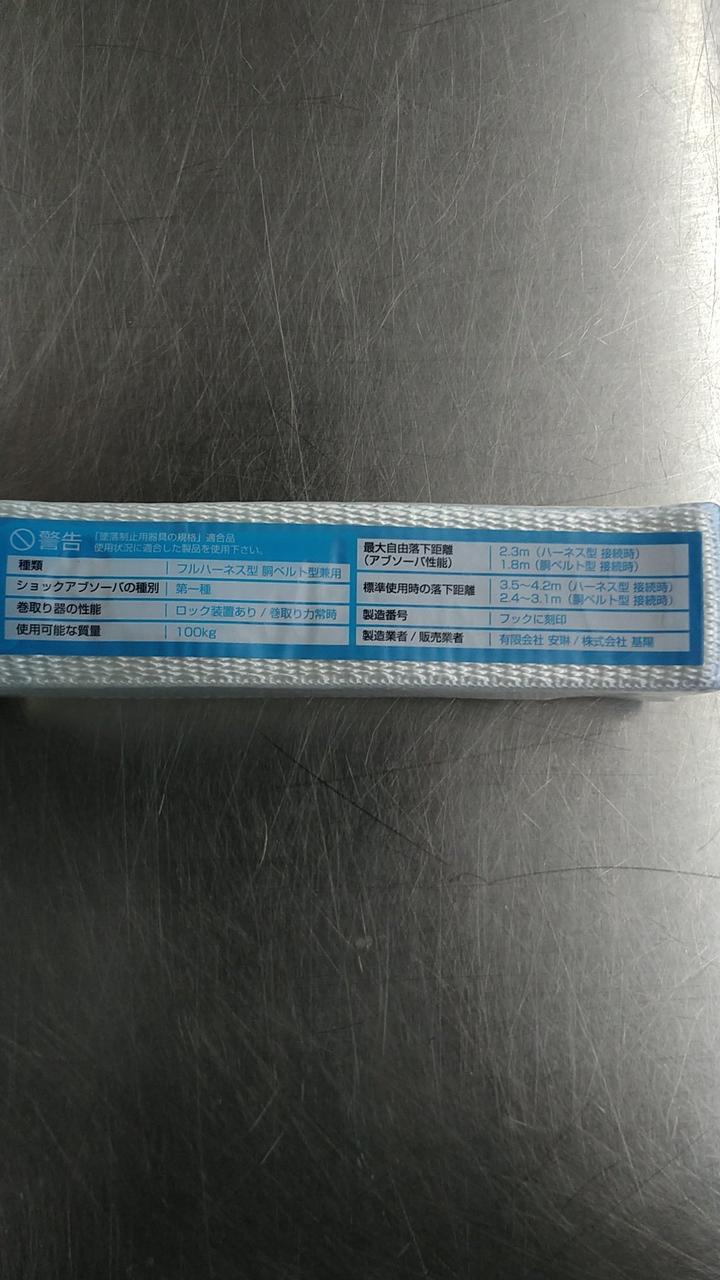 警告
「墜落制止用器具の規格」適合品
使用状況に適合した製品を使用下さい。
種類 フルハーネス型 胴ベルト型兼用
ショックアブソーバの種別 第一種
巻取り器の性能 ロック装置あり / 巻取り力常時
使用可能な質量 100kg
最大自由落下距離 2.3m（ハーネス型 接続時）
（アブソーバ性能） 1.8m（胴ベルト型 接続時）
標準使用時の落下距離 3.5〜4.2m（ハーネス型 接続時）
2.4〜3.1m（胴ベルト型 接続時）
製造番号 フックに刻印
製造業者 / 販売業者 有限会社 安琳 / 株式会社 基陽